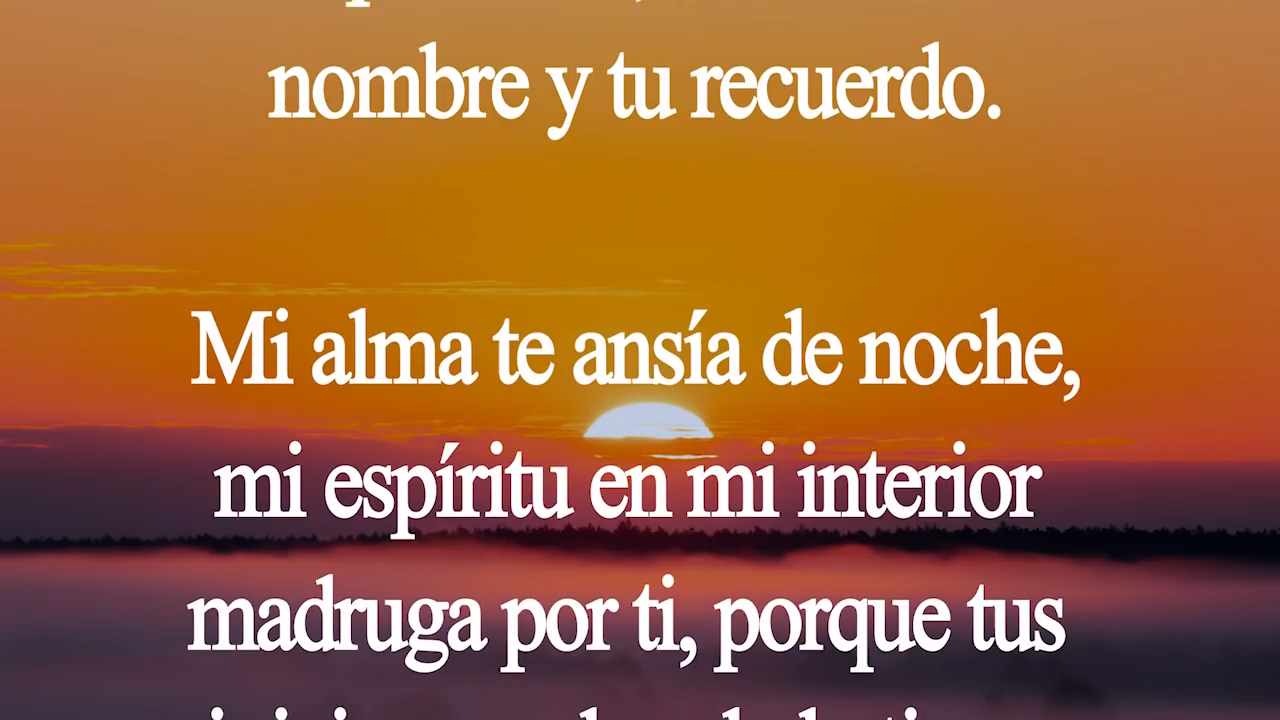 nombre y tu recuerdo.
Mi alma te ansía de noche,
mi espíritu en mi interior
madruga por ti, porque tus